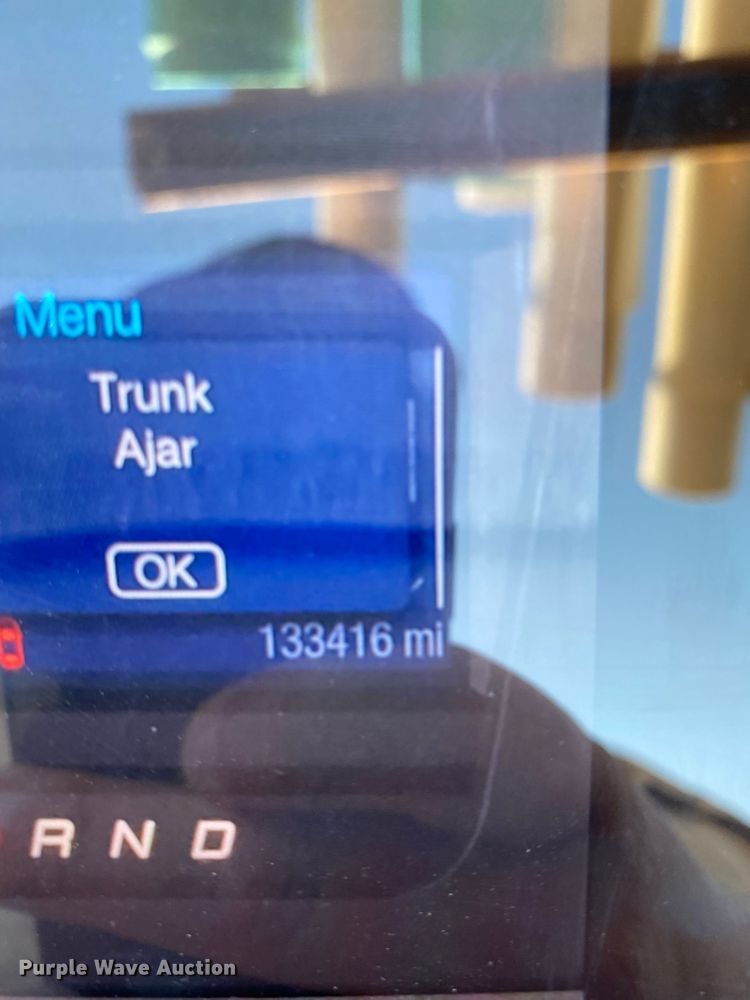 Menu
Trunk
Ajar
OK
133416 mi
R N D
Purple Wave Auction